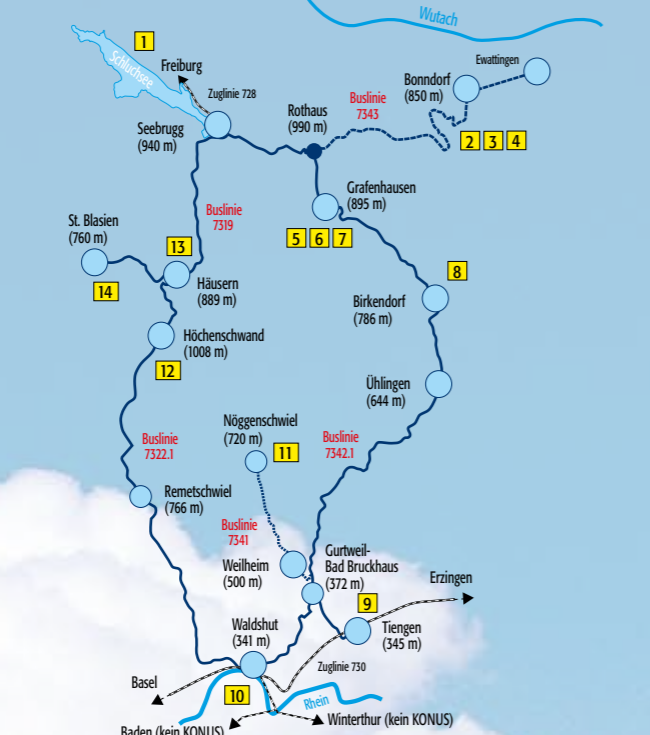 Wutach
1
Schluchsee
Freiburg
Zuglinie 728
Ewattingen
Bonndorf
(850 m)
Buslinie
7343
Rothaus
(990 m)
Seebrugg
(940 m)
2 3 4
Grafenhausen
(895 m)
Buslinie
7319
5 6 7
St. Blasien
(760 m)
13
14
Häusern
(889 m)
8
Birkendorf
(786 m)
Höchenschwand
(1008 m)
12
Ühlingen
(644 m)
Nöggenschwiel
(720 m)
11
Buslinie
7322.1
Buslinie
7342.1
Remetschwiel
(766 m)
Buslinie
7341
Weilheim
(500 m)
Gurtweil-
Bad Bruckhaus
(372 m)
Erzingen
9
Waldshut
(341 m)
Tiengen
(345 m)
Zuglinie 730
Basel
10
Rhein
Winterthur (kein KONUS)
Baden (kein KONUS)